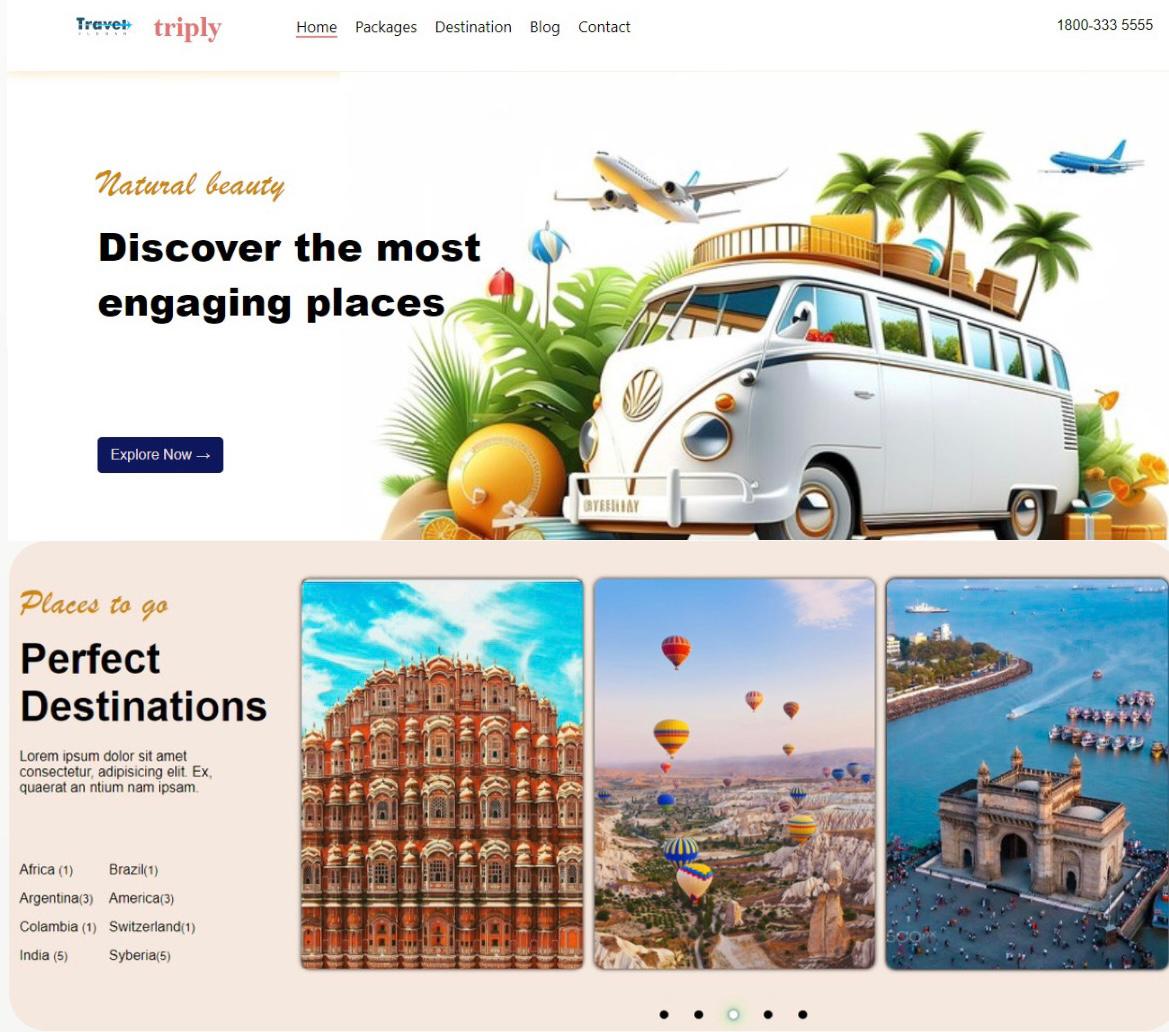 Travel
triply
Home Packages Destination Blog Contact
1800-333 5555
Natural beauty
Discover the most
engaging places
Explore Now →
Places to go
Perfect
Destinations
Lorem ipsum dolor sit amet
consectetur, adipisicing elit. Ex,
quaerat an ntium nam ipsam.
Africa (1) Brazil(1)
Argentina(3) America(3)
Colambia (1) Switzerland(1)
India (5) Syberia(5)